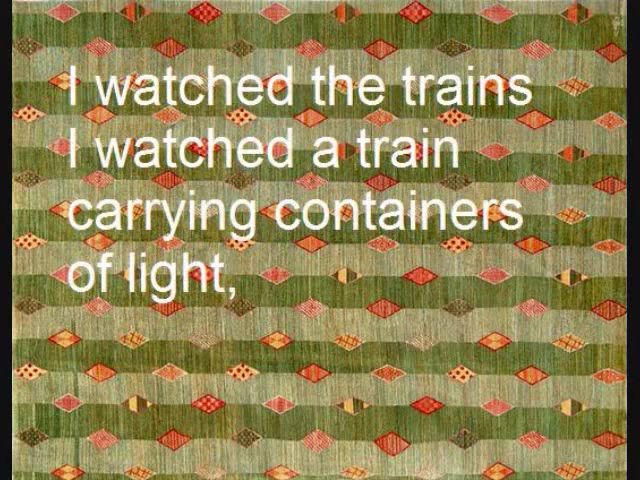 I watched the trains
I watched a train
carrying containers
of light,